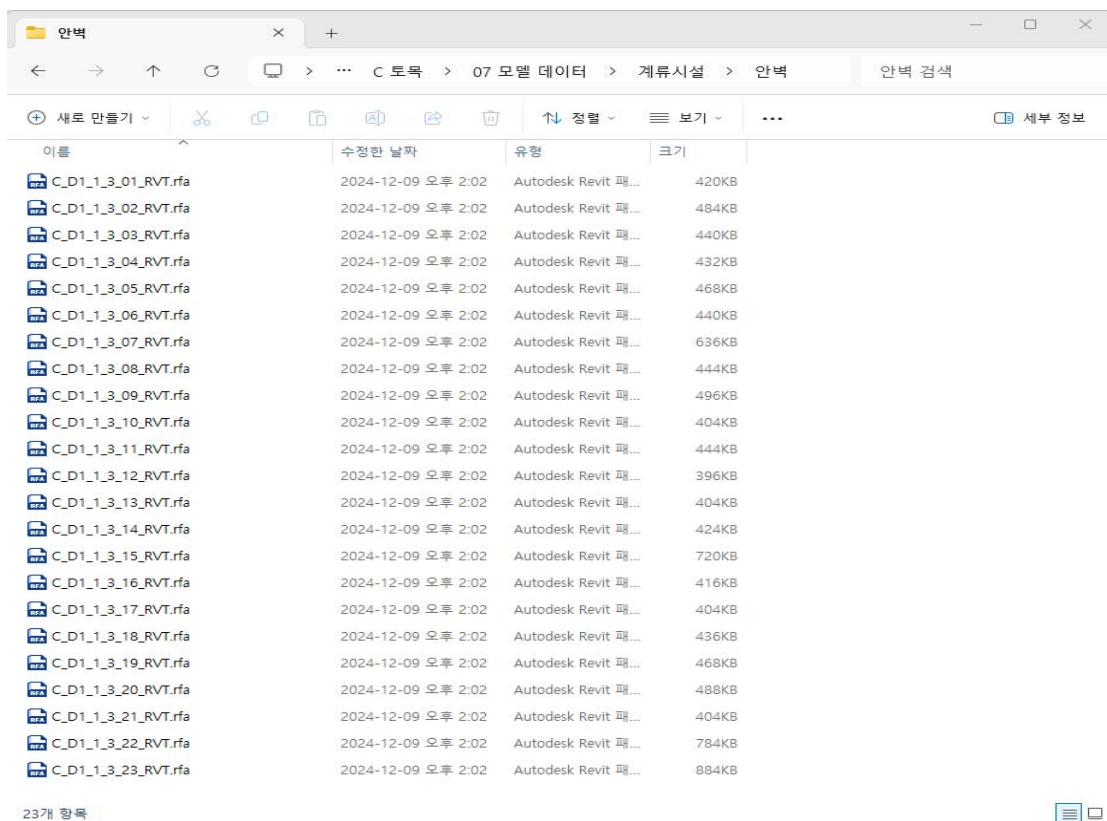 안벽
··· C 토목 > 07 모델 데이터 > 계류시설 > 안벽 안벽 검색
새로 만들기 정렬 보기 ··· 세부 정보
이름 수정한 날짜 유형 크기
C_D1_1_3_01_RVT.rfa 2024-12-09 오후 2:02 Autodesk Revit 패... 420KB
C_D1_1_3_02_RVT.rfa 2024-12-09 오후 2:02 Autodesk Revit 패... 484KB
C_D1_1_3_03_RVT.rfa 2024-12-09 오후 2:02 Autodesk Revit 패... 440KB
C_D1_1_3_04_RVT.rfa 2024-12-09 오후 2:02 Autodesk Revit 패... 432KB
C_D1_1_3_05_RVT.rfa 2024-12-09 오후 2:02 Autodesk Revit 패... 468KB
C_D1_1_3_06_RVT.rfa 2024-12-09 오후 2:02 Autodesk Revit 패... 440KB
C_D1_1_3_07_RVT.rfa 2024-12-09 오후 2:02 Autodesk Revit 패... 636KB
C_D1_1_3_08_RVT.rfa 2024-12-09 오후 2:02 Autodesk Revit 패... 444KB
C_D1_1_3_09_RVT.rfa 2024-12-09 오후 2:02 Autodesk Revit 패... 496KB
C_D1_1_3_10_RVT.rfa 2024-12-09 오후 2:02 Autodesk Revit 패... 404KB
C_D1_1_3_11_RVT.rfa 2024-12-09 오후 2:02 Autodesk Revit 패... 444KB
C_D1_1_3_12_RVT.rfa 2024-12-09 오후 2:02 Autodesk Revit 패... 396KB
C_D1_1_3_13_RVT.rfa 2024-12-09 오후 2:02 Autodesk Revit 패... 404KB
C_D1_1_3_14_RVT.rfa 2024-12-09 오후 2:02 Autodesk Revit 패... 424KB
C_D1_1_3_15_RVT.rfa 2024-12-09 오후 2:02 Autodesk Revit 패... 720KB
C_D1_1_3_16_RVT.rfa 2024-12-09 오후 2:02 Autodesk Revit 패... 416KB
C_D1_1_3_17_RVT.rfa 2024-12-09 오후 2:02 Autodesk Revit 패... 404KB
C_D1_1_3_18_RVT.rfa 2024-12-09 오후 2:02 Autodesk Revit 패... 436KB
C_D1_1_3_19_RVT.rfa 2024-12-09 오후 2:02 Autodesk Revit 패... 468KB
C_D1_1_3_20_RVT.rfa 2024-12-09 오후 2:02 Autodesk Revit 패... 488KB
C_D1_1_3_21_RVT.rfa 2024-12-09 오후 2:02 Autodesk Revit 패... 404KB
C_D1_1_3_22_RVT.rfa 2024-12-09 오후 2:02 Autodesk Revit 패... 784KB
C_D1_1_3_23_RVT.rfa 2024-12-09 오후 2:02 Autodesk Revit 패... 884KB
23개 항목